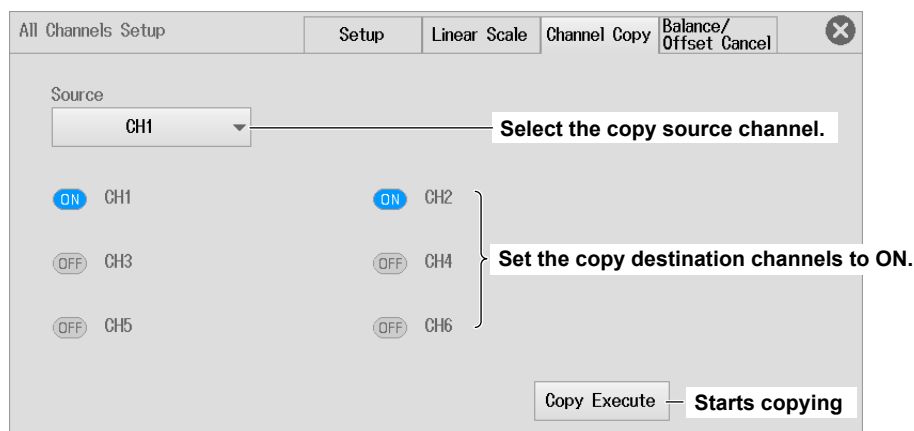 All Channels Setup
Setup
Linear Scale
Channel Copy
Balance/
Offset Cancel
Source
CH1
Select the copy source channel.
ON CH1
ON CH2
OFF CH3
OFF CH4
Set the copy destination channels to ON.
OFF CH5
OFF CH6
Copy Execute
Starts copying